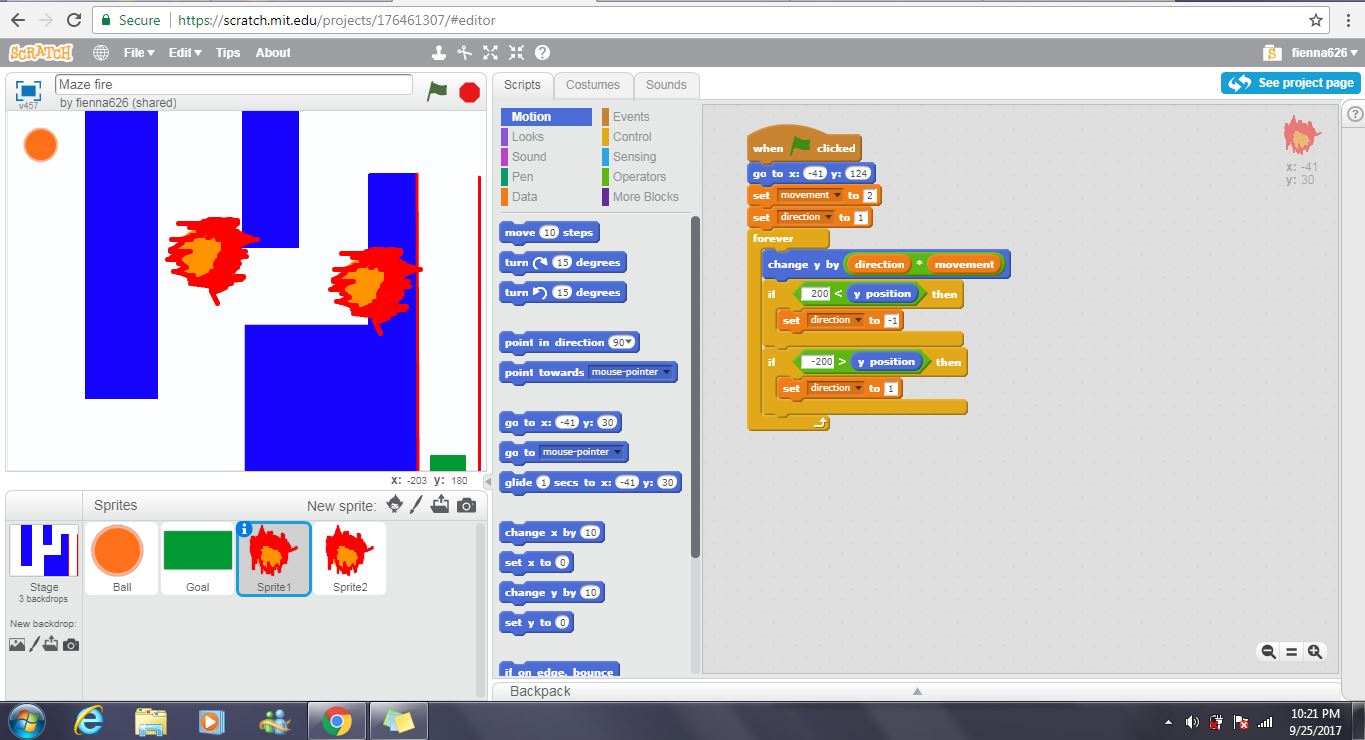 Secure https://scratch.mit.edu/projects/176461307/#editor
SCRATCH File Edit Tips About fienna626
v457
Maze fire
by fienna626 (shared)
Scripts Costumes Sounds
See project page
Motion Events
Looks Control
Sound Sensing
Pen Operators
Data More Blocks
move 10 steps
turn 15 degrees
turn 15 degrees
point in direction 90
point towards mouse-pointer
go to x: -41 y: 30
go to mouse-pointer
glide 1 secs to x: -41 y: 30
change x by 10
set x to 0
change y by 10
set y to 0
if on edge, bounce
when clicked
go to x: -41 y: 124
set movement to 2
set direction to 1
forever
change y by direction * movement
if 200 < y position then
set direction to -1
if -200 > y position then
set direction to 1
x: -41
y: 30
x: -203 y: 180
Sprites New sprite:
Stage
3 backdrops
New backdrop:
Ball Goal Sprite1 Sprite2
Backpack
10:21 PM
9/25/2017